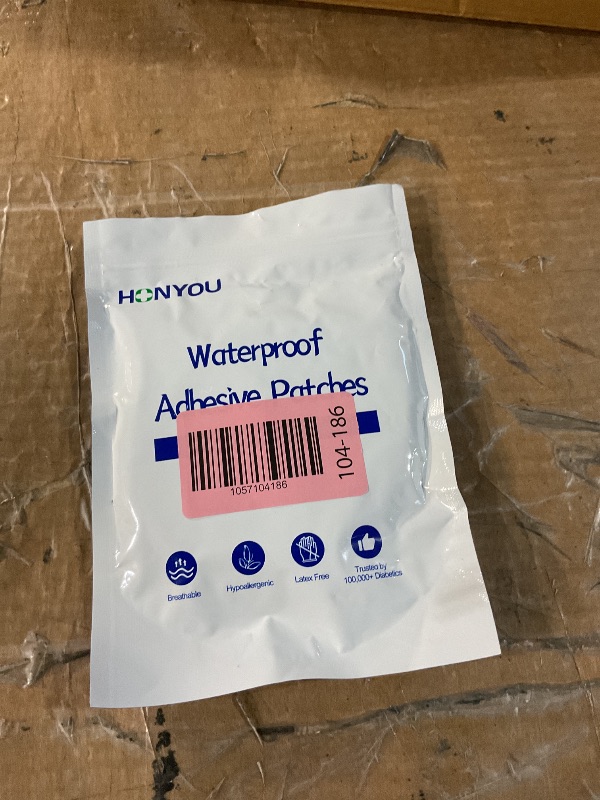 HONYOU
Waterproof
Adhesive Patches
104-186
1057104186
Breathable
Hypoallergenic
Latex Free
Trusted by
100,000+ Diabetics